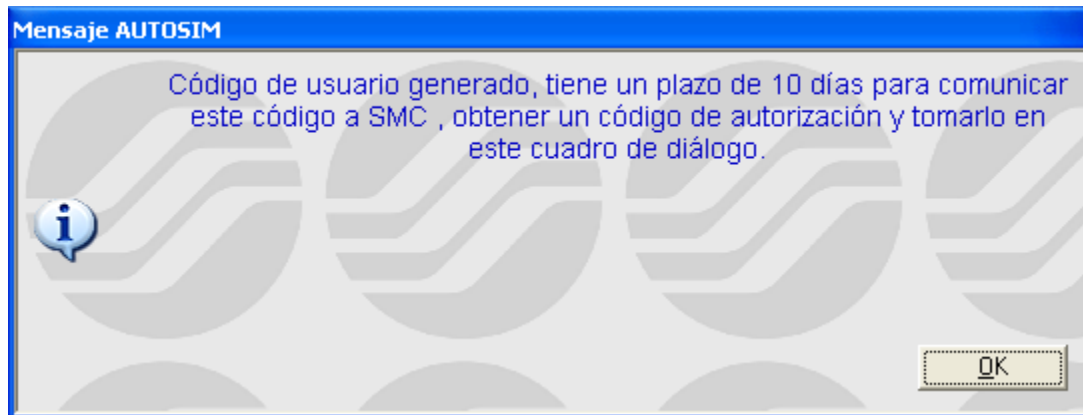 Mensaje AUTOSIM
Código de usuario generado, tiene un plazo de 10 días para comunicar
este código a SMC , obtener un código de autorización y tomarlo en
este cuadro de diálogo.
OK